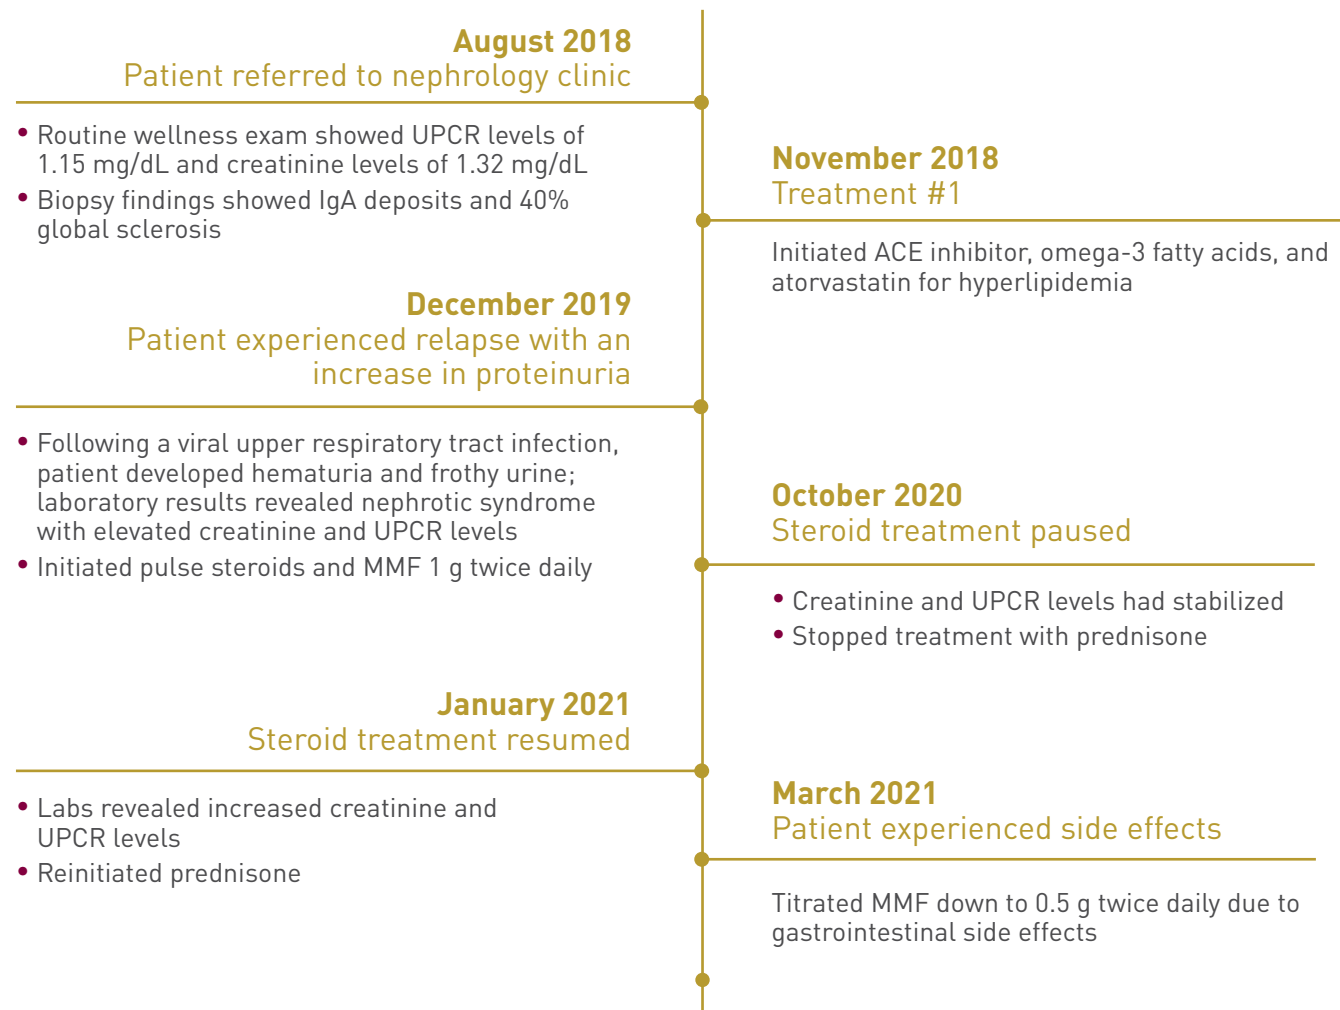 August 2018
Patient referred to nephrology clinic
• Routine wellness exam showed UPCR levels of
1.15 mg/dL and creatinine levels of 1.32 mg/dL
• Biopsy findings showed IgA deposits and 40%
global sclerosis
November 2018
Treatment #1
Initiated ACE inhibitor, omega-3 fatty acids, and
atorvastatin for hyperlipidemia
December 2019
Patient experienced relapse with an
increase in proteinuria
• Following a viral upper respiratory tract infection,
patient developed hematuria and frothy urine;
laboratory results revealed nephrotic syndrome
with elevated creatinine and UPCR levels
• Initiated pulse steroids and MMF 1 g twice daily
October 2020
Steroid treatment paused
• Creatinine and UPCR levels had stabilized
• Stopped treatment with prednisone
January 2021
Steroid treatment resumed
• Labs revealed increased creatinine and
UPCR levels
• Reinitiated prednisone
March 2021
Patient experienced side effects
Titrated MMF down to 0.5 g twice daily due to
gastrointestinal side effects